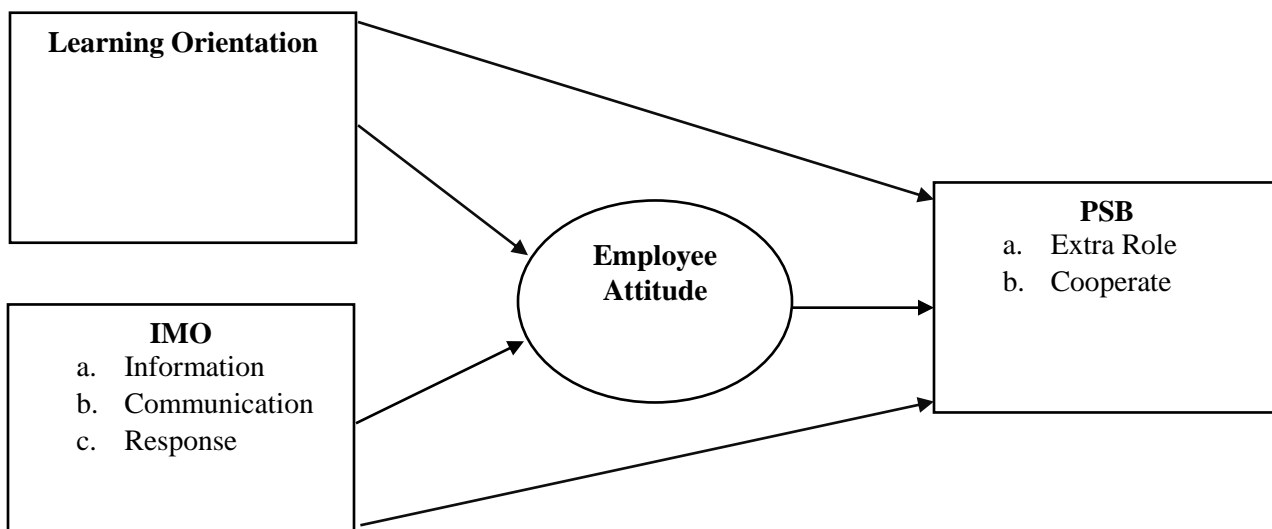 Learning Orientation
IMO
a. Information
b. Communication
c. Response
Employee
Attitude
PSB
a. Extra Role
b. Cooperate